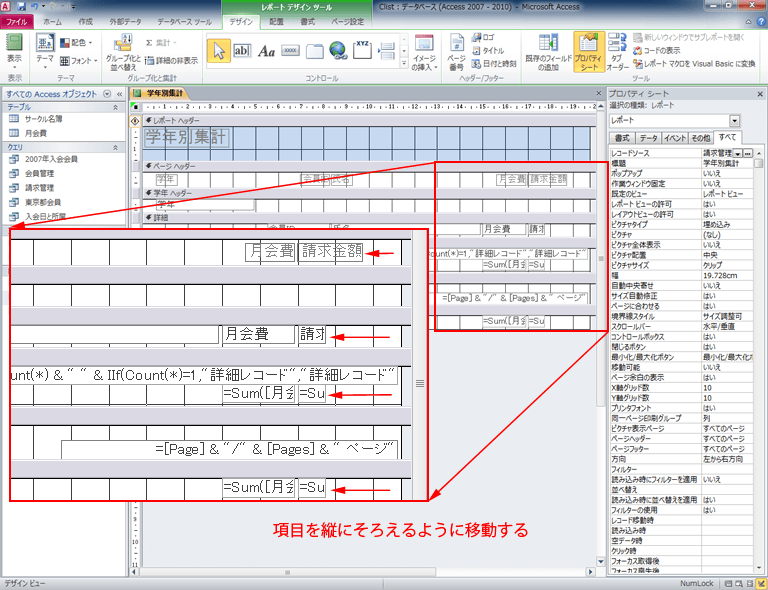 レポート デザイン ツール
Clist : データベース (Access 2007 - 2010) - Microsoft Access
ファイル ホーム 作成 外部データ データベース ツール デザイン 配置 書式 ページ設定
表示
テーマ
配色
フォント
グループ化と並べ替え
Σ 集計
詳細の非表示
ab|
Aa
XYZ
イメージの挿入
ページ番号
ロゴ
タイトル
日付と時刻
既存のフィールドの追加
プロパティシート
タブオーダー
新しいウィンドウでサブレポートを開く
コードの表示
レポート マクロを Visual Basic に変換
表示 テーマ グループ化と集計 コントロール ヘッダー/フッター ツール
すべての Access オブジェクト
テーブル
サークル名簿
月会費
クエリ
2007年入会会員
会員管理
請求管理
東京都会員
入会日と所属
学年別集計
レポート ヘッダー
学年別集計
ページ ヘッダー
学年 会員ID 氏名 月会費 請求金額
学年 ヘッダー
学年
詳細
月会費 請求
=Sum([月会 =Su
=[Page] & "/" & [Pages] & " ページ"
=Sum([月会 =Su
月会費 請求金額
月会費 請求
unt(*) & " " & IIf(Count(*)=1,"詳細レコード","詳細レコード"
=Sum([月会 =Su
=[Page] & "/" & [Pages] & " ページ"
=Sum([月会 =Su
項目を縦にそろえるように移動する
プロパティ シート
選択の種類: レポート
レポート
書式 データ イベント その他 すべて
レコードソース 請求管理
標題 学年別集計
ポップアップ いいえ
作業ウィンドウ固定 いいえ
既定のビュー レポート ビュー
レポート ビューの許可 はい
レイアウト ビューの許可 はい
ピクチャタイプ 埋め込み
ピクチャ (なし)
ピクチャ全体表示 いいえ
ピクチャ配置 中央
ピクチャサイズ クリップ
幅 19.728cm
自動中央寄せ いいえ
サイズ自動修正 はい
ページに合わせる はい
境界線スタイル サイズ調整可
スクロールバー 水平/垂直
コントロールボックス はい
閉じるボタン はい
最小化/最大化ボタン 最小化/最大化ボ
移動可能 いいえ
ページ余白の表示 はい
X軸グリッド数 10
Y軸グリッド数 10
プリンタフォント はい
同一ページ印刷グループ 列
ピクチャ表示ページ すべてのページ
ページヘッダー すべてのページ
ページフッター すべてのページ
方向 左から右方向
フィルター
読み込み時にフィルターを適用 いいえ
並べ替え
読み込み時に並べ替えを適用 はい
フィルターの使用 はい
レコード移動時
読み込み時
空データ時
クリック時
フォーカス取得後
フォーカス喪失後
デザイン ビュー
NumLock